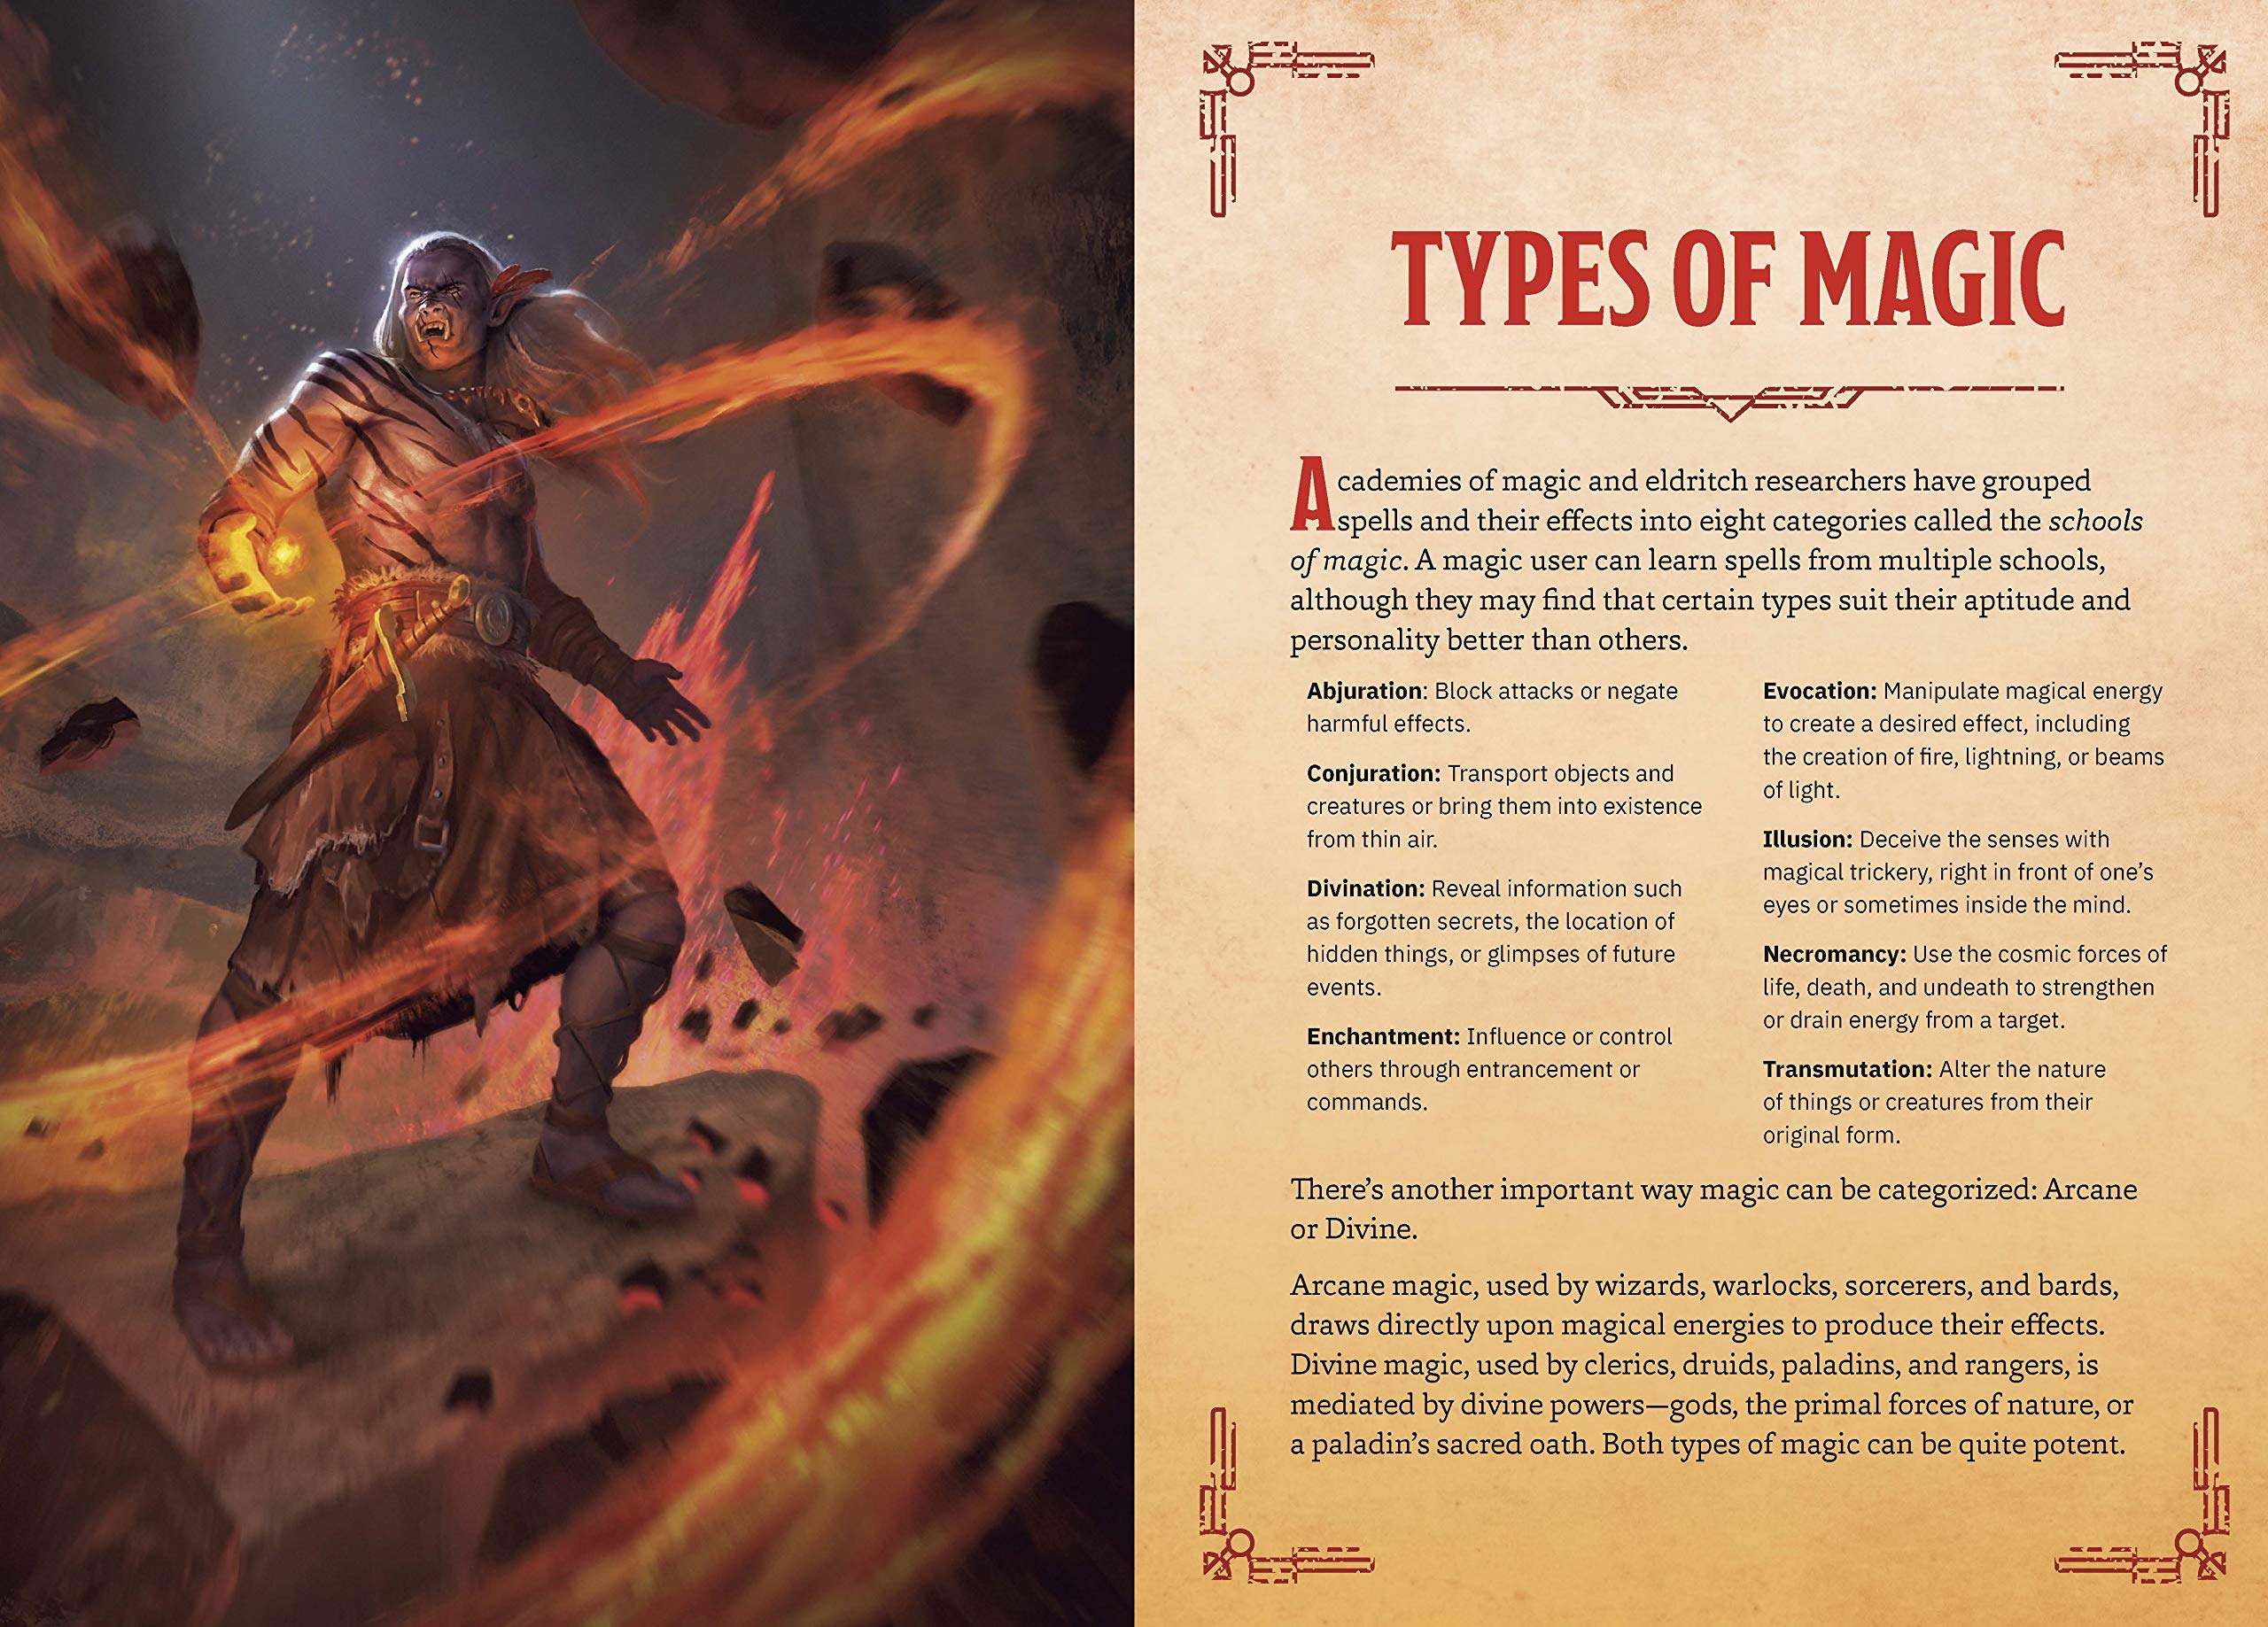 TYPES OF MAGIC
Academies of magic and eldritch researchers have grouped
spells and their effects into eight categories called the schools
of magic. A magic user can learn spells from multiple schools,
although they may find that certain types suit their aptitude and
personality better than others.
Abjuration: Block attacks or negate
harmful effects.
Conjuration: Transport objects and
creatures or bring them into existence
from thin air.
Divination: Reveal information such
as forgotten secrets, the location of
hidden things, or glimpses of future
events.
Enchantment: Influence or control
others through entrancement or
commands.
Evocation: Manipulate magical energy
to create a desired effect, including
the creation of fire, lightning, or beams
of light.
Illusion: Deceive the senses with
magical trickery, right in front of one’s
eyes or sometimes inside the mind.
Necromancy: Use the cosmic forces of
life, death, and undeath to strengthen
or drain energy from a target.
Transmutation: Alter the nature
of things or creatures from their
original form.
There’s another important way magic can be categorized: Arcane
or Divine.
Arcane magic, used by wizards, warlocks, sorcerers, and bards,
draws directly upon magical energies to produce their effects.
Divine magic, used by clerics, druids, paladins, and rangers, is
mediated by divine powers—gods, the primal forces of nature, or
a paladin’s sacred oath. Both types of magic can be quite potent.